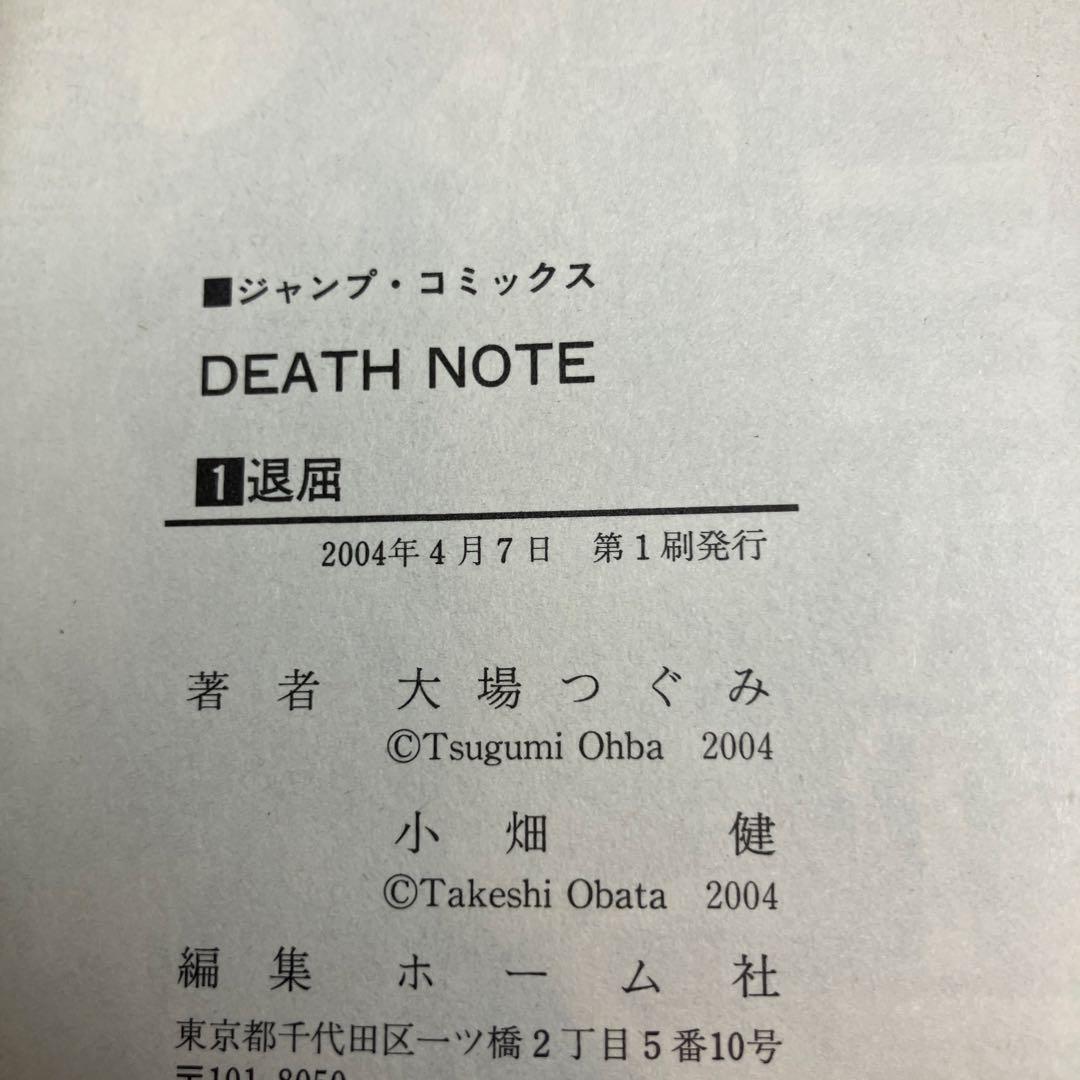 ■ジャンプ・コミックス
DEATH NOTE
1退屈
2004年4月7日　第1刷発行
著者　大場つぐみ
©Tsugumi Ohba　2004
小畑　健
©Takeshi Obata　2004
編集　ホーム社
東京都千代田区一ツ橋2丁目5番10号
〒101-8050